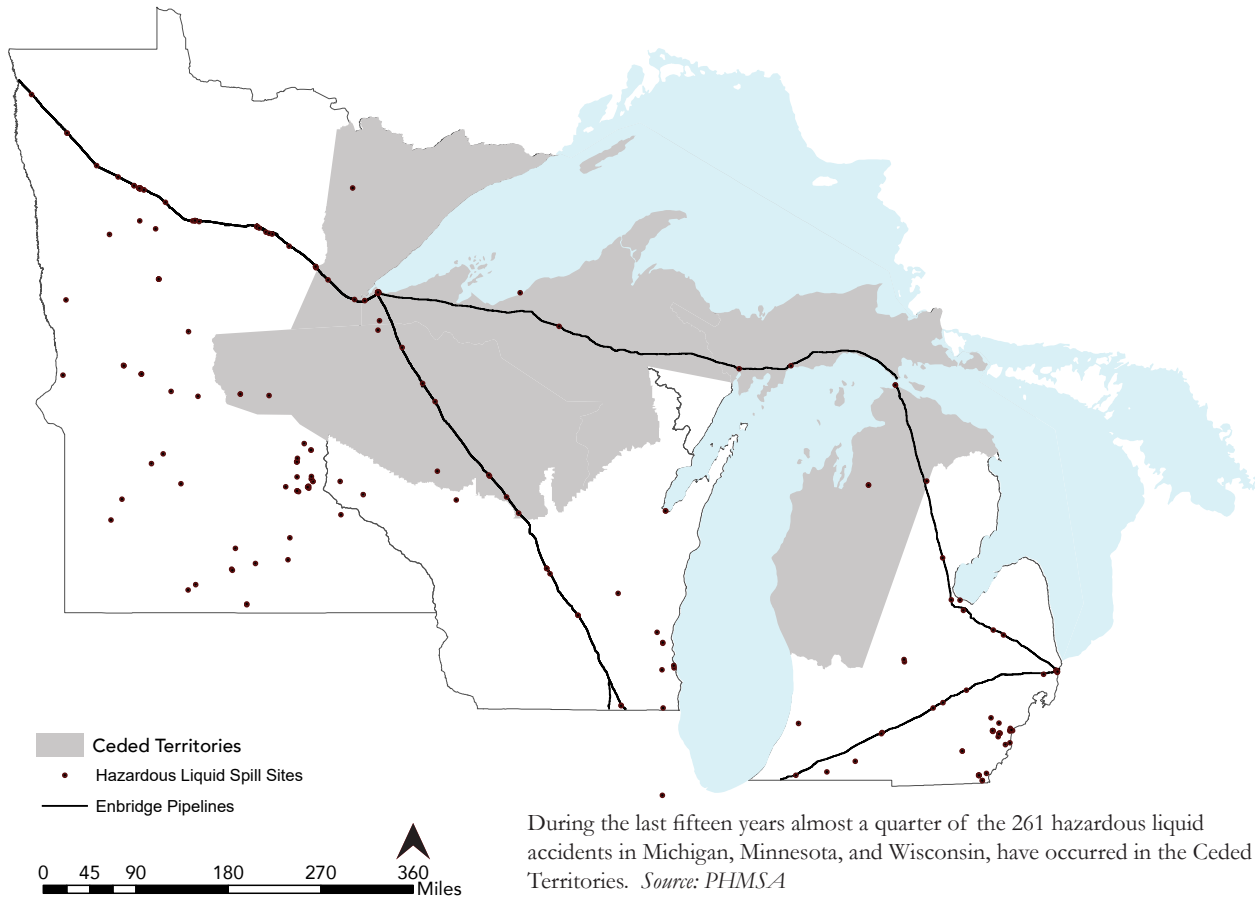 Ceded Territories
Hazardous Liquid Spill Sites
Enbridge Pipelines
0 45 90 180 270 360
Miles
During the last fifteen years almost a quarter of the 261 hazardous liquid
accidents in Michigan, Minnesota, and Wisconsin, have occurred in the Ceded
Territories. Source: PHMSA